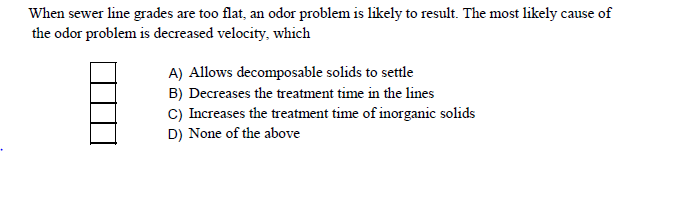 When sewer line grades are too flat, an odor problem is likely to result. The most likely cause of
the odor problem is decreased velocity, which
A) Allows decomposable solids to settle
B) Decreases the treatment time in the lines
C) Increases the treatment time of inorganic solids
D) None of the above
.